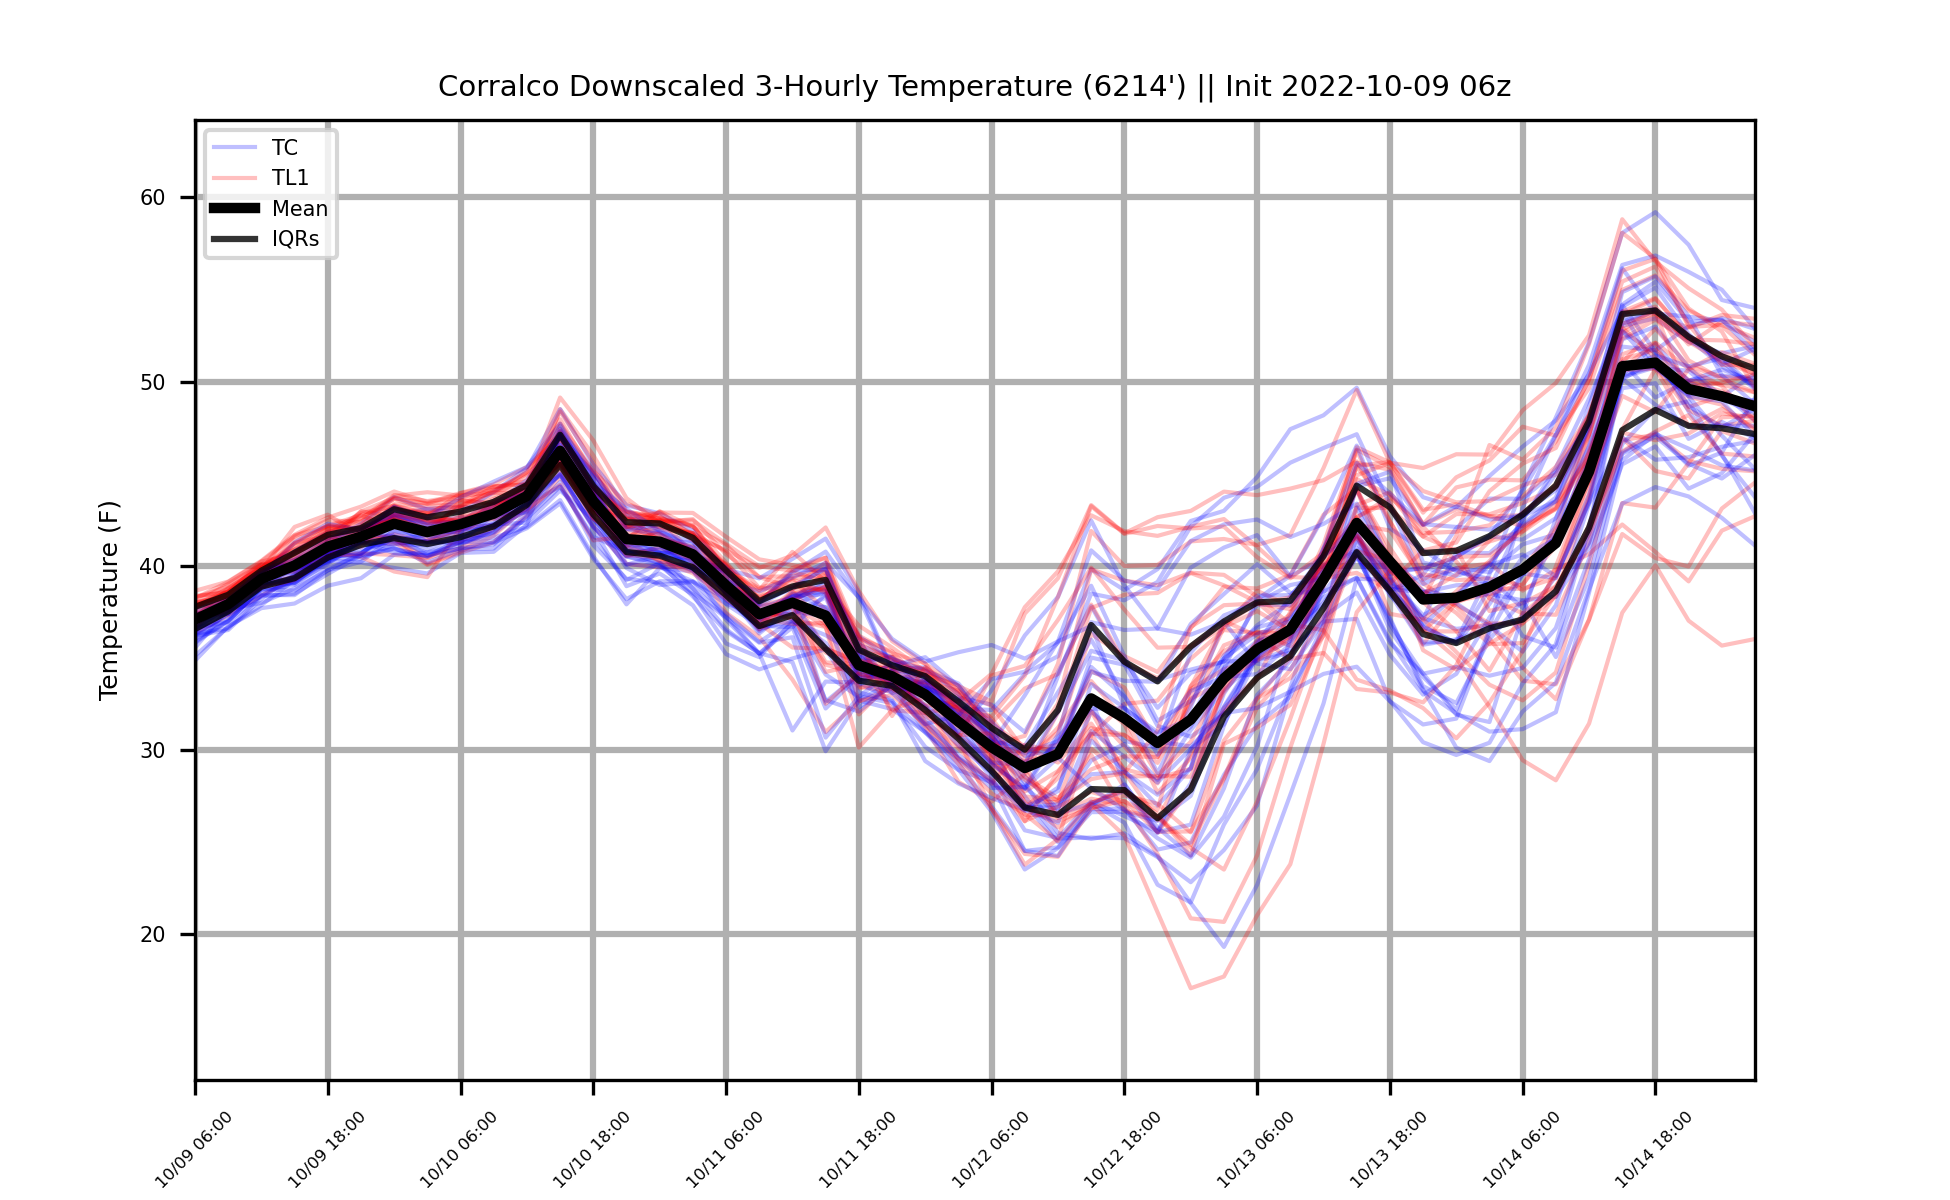 Corralco Downscaled 3-Hourly Temperature (6214') || Init 2022-10-09 06z
TC
TL1
Mean
IQRs
60
50
40
30
20
Temperature (F)
10/09 06:00
10/09 18:00
10/10 06:00
10/10 18:00
10/11 06:00
10/11 18:00
10/12 06:00
10/12 18:00
10/13 06:00
10/13 18:00
10/14 06:00
10/14 18:00